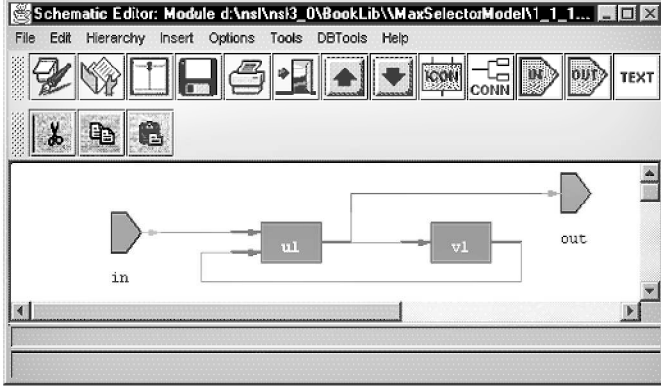 Schematic Editor: Module d:\nsl\nsl3_0\BookLib\\MaxSelectorModel\1_1_1...
File Edit Hierarchy Insert Options Tools DBTools Help
ICON CONN IN OUT TEXT
out
u1 v1
in